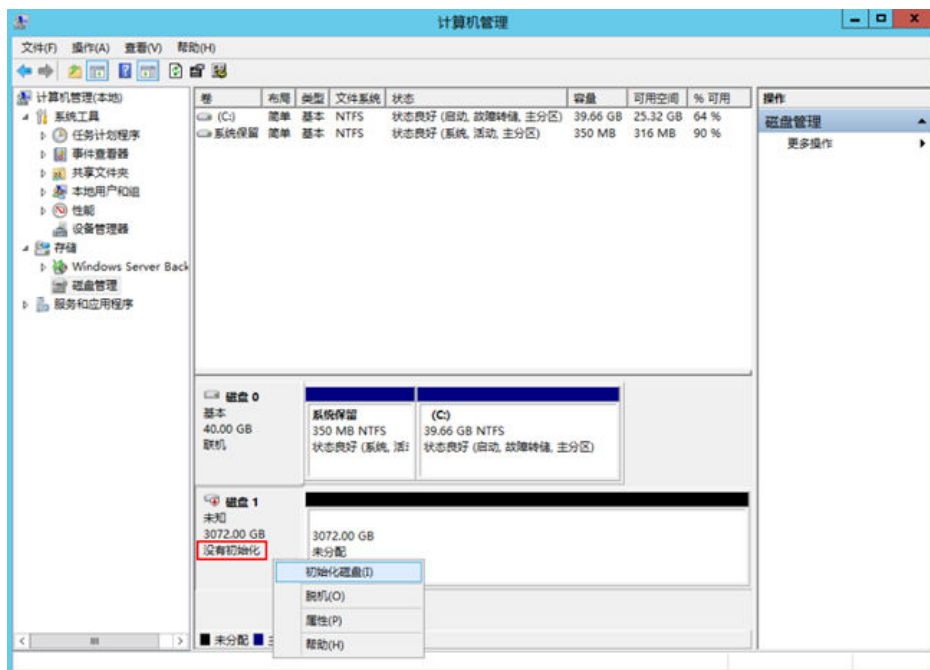 计算机管理
文件(F) 操作(A) 查看(V) 帮助(H)
计算机管理(本地)
系统工具
任务计划程序
事件查看器
共享文件夹
本地用户和组
性能
设备管理器
存储
Windows Server Back
磁盘管理
服务和应用程序
卷 布局 类型 文件系统 状态 容量 可用空间 % 可用
(C:) 简单 基本 NTFS 状态良好 (启动, 故障转储, 主分区) 39.66 GB 25.32 GB 64 %
系统保留 简单 基本 NTFS 状态良好 (系统, 活动, 主分区) 350 MB 316 MB 90 %
操作
磁盘管理
更多操作
磁盘 0
基本
40.00 GB
联机
系统保留
350 MB NTFS
状态良好 (系统, 活
(C:)
39.66 GB NTFS
状态良好 (启动, 故障转储, 主分区)
磁盘 1
未知
3072.00 GB
没有初始化
3072.00 GB
未分配
初始化磁盘(I)
脱机(O)
属性(P)
帮助(H)
未分配